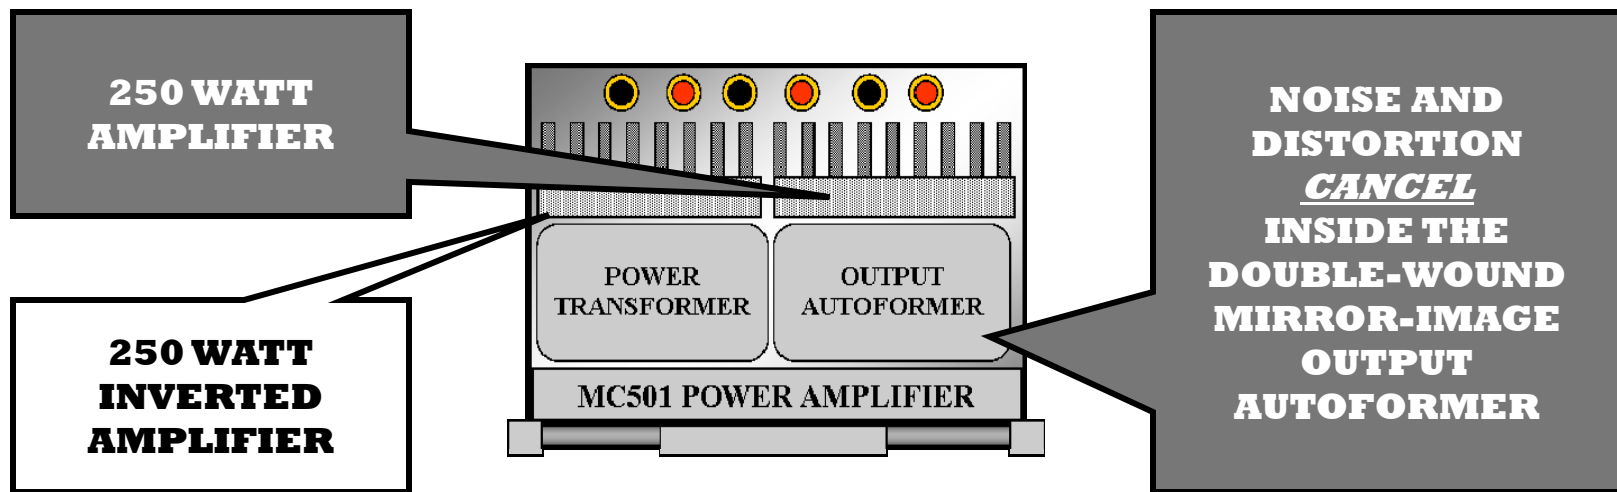 250 WATT
AMPLIFIER
250 WATT
INVERTED
AMPLIFIER
POWER
TRANSFORMER
OUTPUT
AUTOFORMER
MC501 POWER AMPLIFIER
NOISE AND
DISTORTION
CANCEL
INSIDE THE
DOUBLE-WOUND
MIRROR-IMAGE
OUTPUT
AUTOFORMER